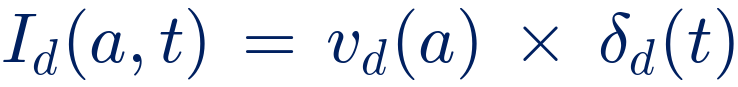 I_d(a, t) = v_d(a) × δ_d(t)